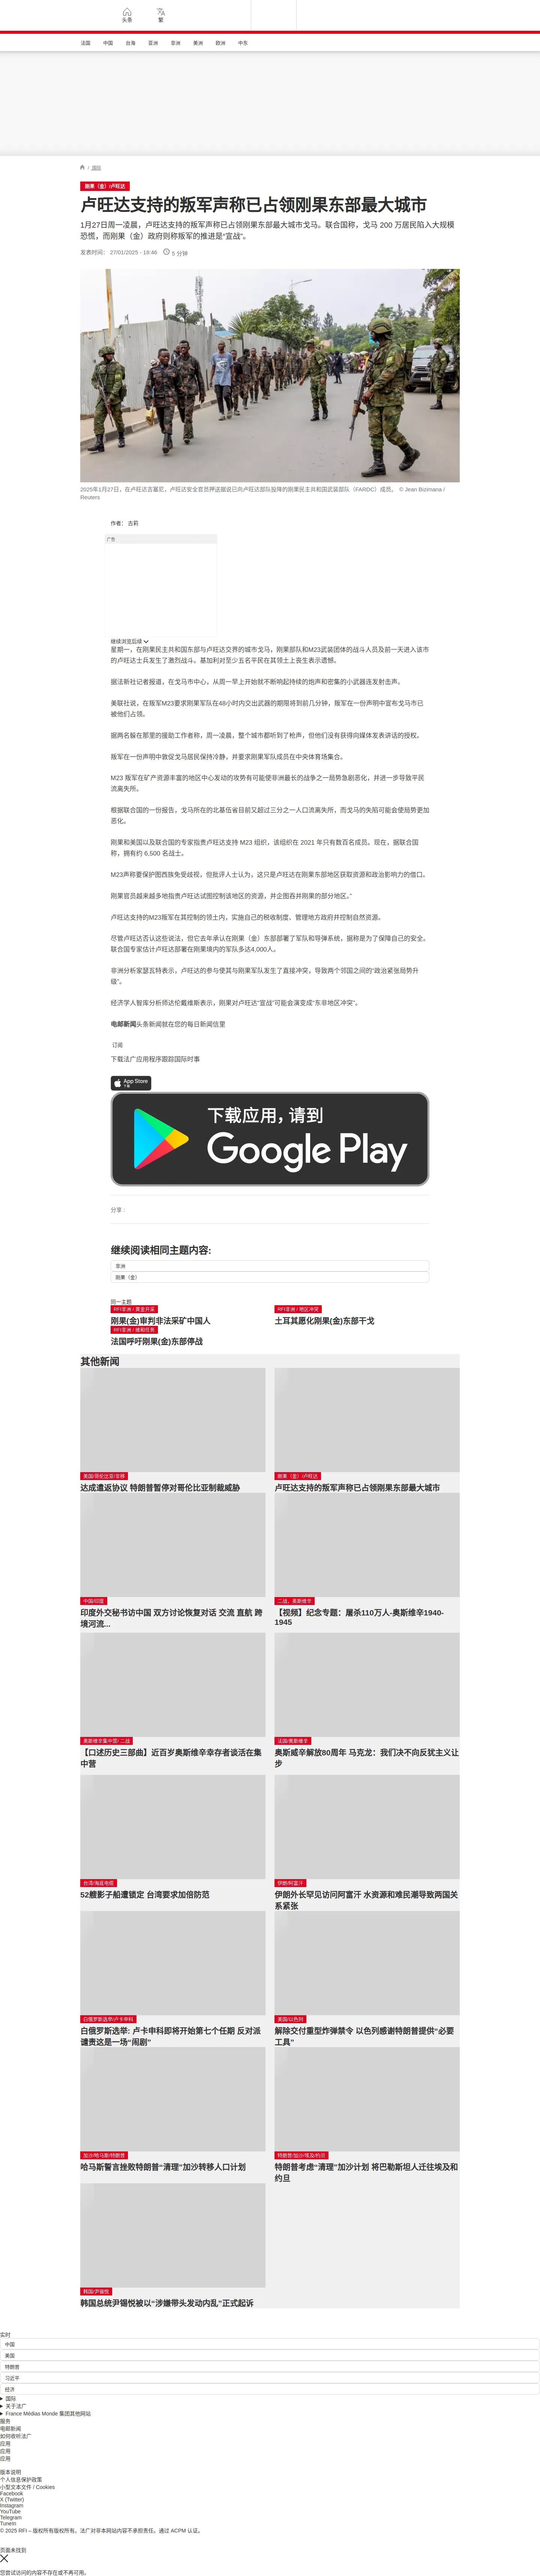 头条
繁
法国
中国
台海
亚洲
非洲
美洲
欧洲
中东
/ 国际
刚果（金）/卢旺达
卢旺达支持的叛军声称已占领刚果东部最大城市
1月27日周一凌晨，卢旺达支持的叛军声称已占领刚果东部最大城市戈马。联合国称，戈马 200 万居民陷入大规模
恐慌，而刚果（金）政府则称叛军的推进是“宣战”。
发表时间： 27/01/2025 - 18:46
5 分钟
2025年1月27日，在卢旺达吉塞尼，卢旺达安全官员押送据说已向卢旺达部队投降的刚果民主共和国武装部队（FARDC）成员。 © Jean Bizimana /
Reuters
作者： 古莉
广告
继续浏览后续
星期一，在刚果民主共和国东部与卢旺达交界的城市戈马，刚果部队和M23武装团体的战斗人员及前一天进入该市
的卢旺达士兵发生了激烈战斗。基加利对至少五名平民在其领土上丧生表示遗憾。
据法新社记者报道，在戈马市中心，从周一早上开始就不断响起持续的炮声和密集的小武器连发射击声。
美联社说，在叛军M23要求刚果军队在48小时内交出武器的期限将到前几分钟，叛军在一份声明中宣布戈马市已
被他们占领。
据两名躲在那里的援助工作者称，周一凌晨，整个城市都听到了枪声，但他们没有获得向媒体发表讲话的授权。
叛军在一份声明中敦促戈马居民保持冷静，并要求刚果军队成员在中央体育场集合。
M23 叛军在矿产资源丰富的地区中心发动的攻势有可能使非洲最长的战争之一局势急剧恶化，并进一步导致平民
流离失所。
根据联合国的一份报告，戈马所在的北基伍省目前又超过三分之一人口流离失所，而戈马的失陷可能会使局势更加
恶化。
刚果和美国以及联合国的专家指责卢旺达支持 M23 组织，该组织在 2021 年只有数百名成员。现在，据联合国
称，拥有约 6,500 名战士。
M23声称要保护图西族免受歧视，但批评人士认为，这只是卢旺达在刚果东部地区获取资源和政治影响力的借口。
刚果官员越来越多地指责卢旺达试图控制该地区的资源，并企图吞并刚果的部分地区。“
卢旺达支持的M23叛军在其控制的领土内，实施自己的税收制度、管理地方政府并控制自然资源。
尽管卢旺达否认这些说法，但它去年承认在刚果（金）东部部署了军队和导弹系统，据称是为了保障自己的安全。
联合国专家估计卢旺达部署在刚果境内的军队多达4,000人。
非洲分析家瑟瓦特表示，卢旺达的参与使其与刚果军队发生了直接冲突，导致两个邻国之间的“政治紧张局势升
级”。
经济学人智库分析师达伦戴维斯表示，刚果对卢旺达“宣战”可能会演变成“东非地区冲突”。
电邮新闻头条新闻就在您的每日新闻信里
订阅
下载法广应用程序跟踪国际时事
App Store
下载应用，请到
Google Play
分享 :
继续阅读相同主题内容:
非洲
刚果（金）
同一主题
RFI非洲 / 黄金开采
刚果(金)审判非法采矿中国人
RFI非洲 / 地区冲突
土耳其愿化刚果(金)东部干戈
RFI非洲 / 维和任务
法国呼吁刚果(金)东部停战
其他新闻
美国/哥伦比亚/非移
达成遣返协议 特朗普暂停对哥伦比亚制裁威胁
刚果（金）/卢旺达
卢旺达支持的叛军声称已占领刚果东部最大城市
中国/印度
印度外交秘书访中国 双方讨论恢复对话 交流 直航 跨
境河流...
二战、奥斯维辛
【视频】纪念专题：屠杀110万人-奥斯维辛1940-
1945
奥斯维辛集中营/ 二战
【口述历史三部曲】近百岁奥斯维辛幸存者谈活在集
中营
法国/奥斯维辛
奥斯威辛解放80周年 马克龙：我们决不向反犹主义让
步
台湾/海底电缆
52艘影子船遭锁定 台湾要求加倍防范
伊朗/阿富汗
伊朗外长罕见访问阿富汗 水资源和难民潮导致两国关
系紧张
白俄罗斯选举/卢卡申科
白俄罗斯选举: 卢卡申科即将开始第七个任期 反对派
谴责这是一场“闹剧”
美国/以色列
解除交付重型炸弹禁令 以色列感谢特朗普提供“必要
工具”
加沙/哈马斯/特朗普
哈马斯誓言挫败特朗普“清理”加沙转移人口计划
特朗普/加沙/埃及/约旦
特朗普考虑“清理”加沙计划 将巴勒斯坦人迁往埃及和
约旦
韩国/尹锡悦
韩国总统尹锡悦被以“涉嫌带头发动内乱”正式起诉
实时
中国
美国
特朗普
习近平
经济
国际
关于法广
France Médias Monde 集团其他网站
服务
电邮新闻
如何收听法广
应用
应用
应用
版本说明
个人信息保护政策
小型文本文件 / Cookies
Facebook
X (Twitter)
Instagram
YouTube
Telegram
TuneIn
© 2025 RFI – 版权所有版权所有。法广对非本网站内容不承担责任。通过 ACPM 认证。
页面未找到
您尝试访问的内容不存在或不再可用。